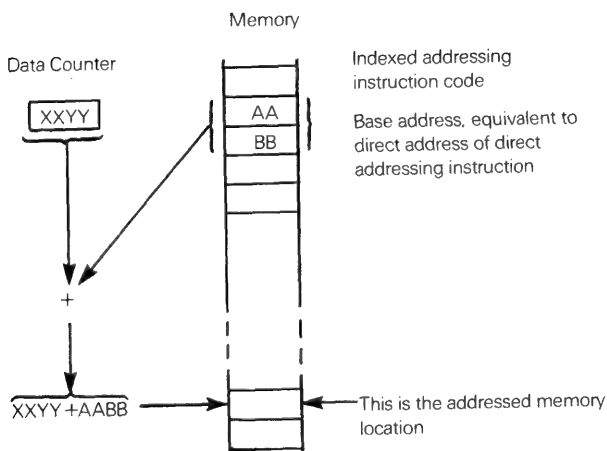 Memory
Data Counter
Indexed addressing
instruction code
XXYY
AA
BB
Base address, equivalent to
direct address of direct
addressing instruction
+
XXYY+AABB
This is the addressed memory
location